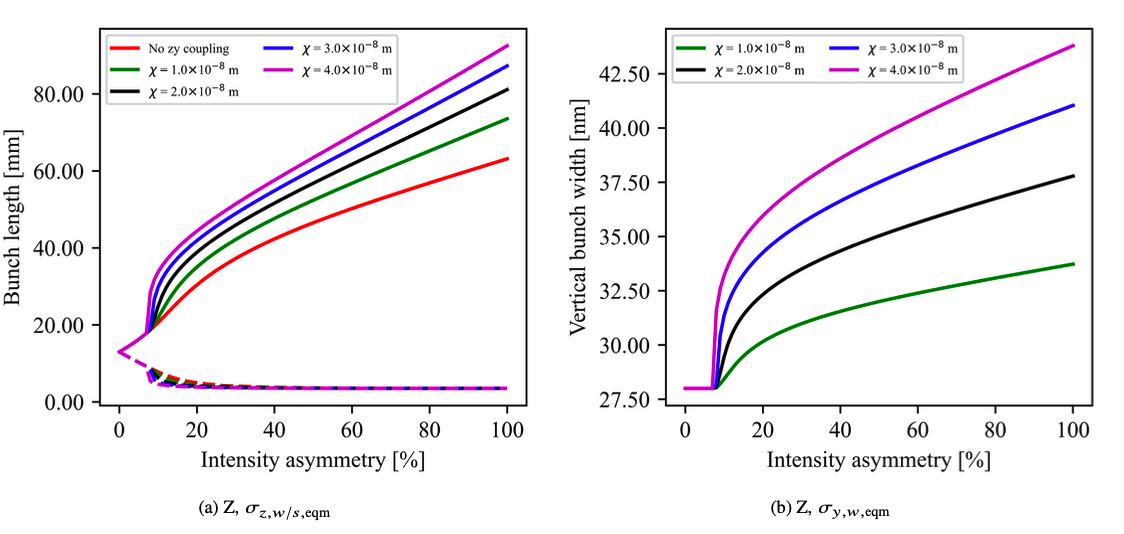 No zy coupling
χ = 1.0×10⁻⁸ m
χ = 2.0×10⁻⁸ m
χ = 3.0×10⁻⁸ m
χ = 4.0×10⁻⁸ m
Bunch length [mm]
80.00
60.00
40.00
20.00
0.00
0 20 40 60 80 100
Intensity asymmetry [%]
(a) Z, σ_{z,w/s,eqm}
χ = 1.0×10⁻⁸ m
χ = 2.0×10⁻⁸ m
χ = 3.0×10⁻⁸ m
χ = 4.0×10⁻⁸ m
Vertical bunch width [nm]
42.50
40.00
37.50
35.00
32.50
30.00
27.50
0 20 40 60 80 100
Intensity asymmetry [%]
(b) Z, σ_{y,w,eqm}